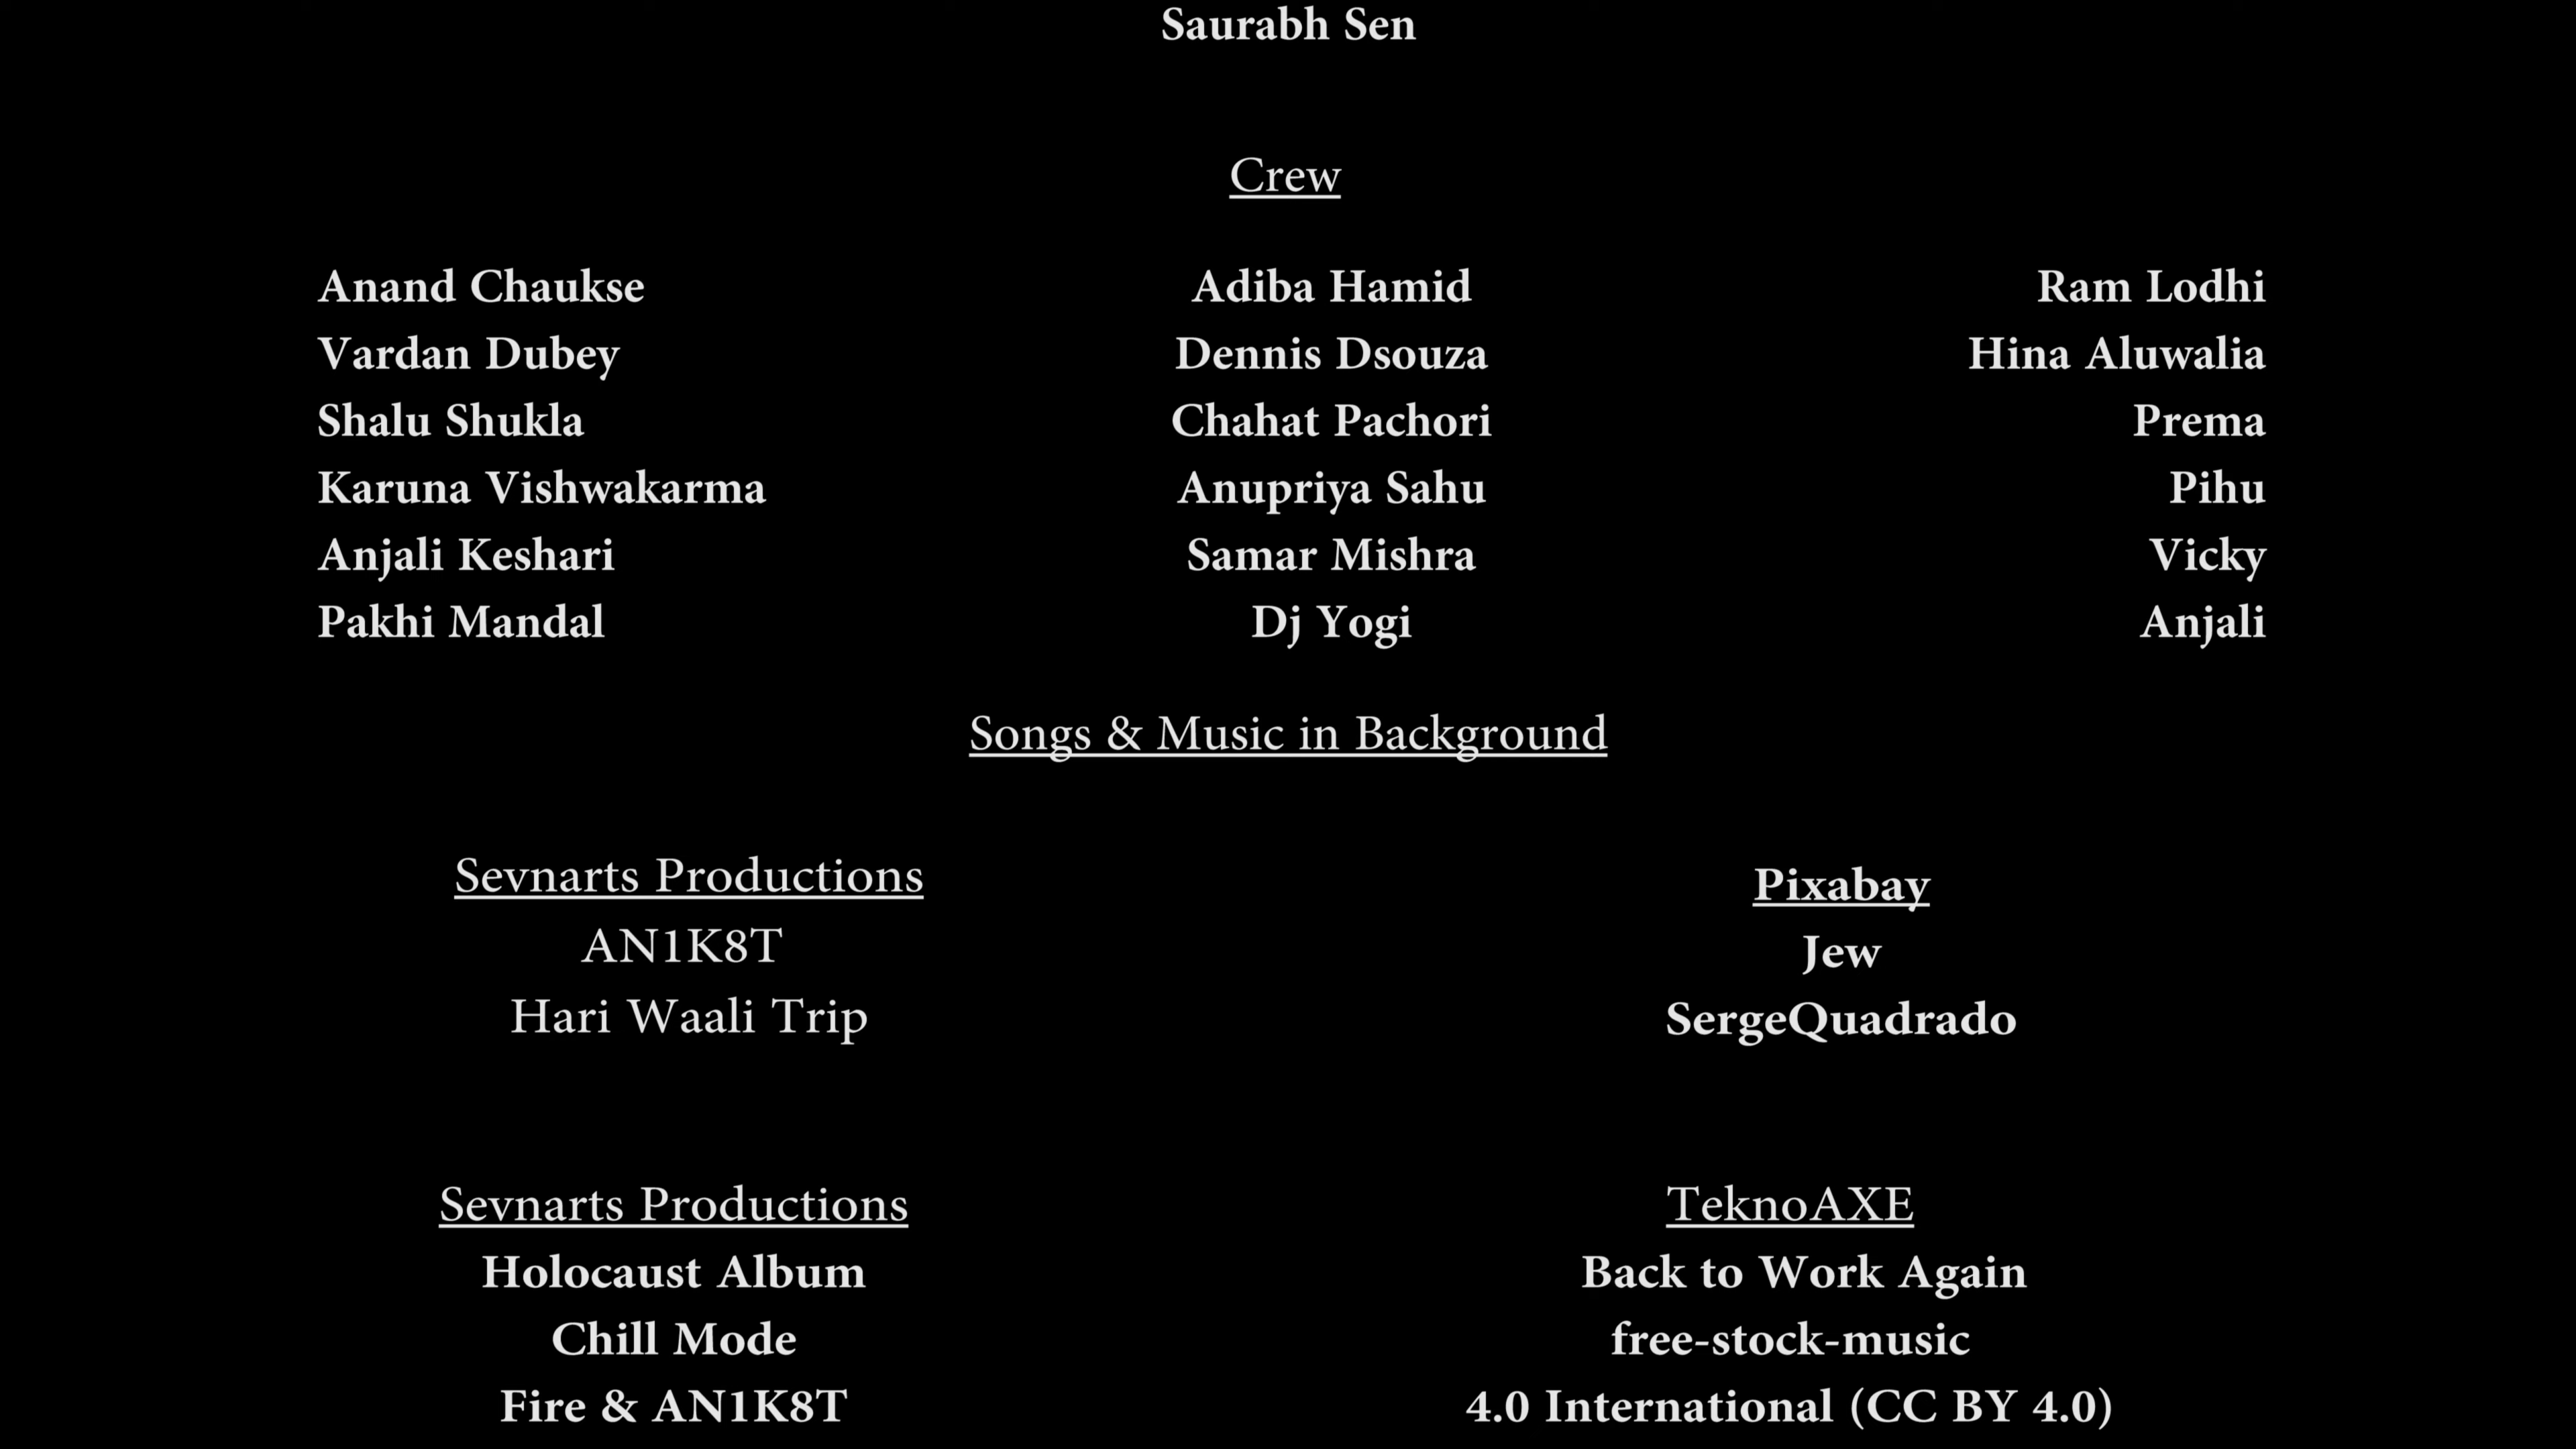 Saurabh Sen
Crew
Anand Chaukse
Vardan Dubey
Shalu Shukla
Karuna Vishwakarma
Anjali Keshari
Pakhi Mandal
Adiba Hamid
Dennis Dsouza
Chahat Pachori
Anupriya Sahu
Samar Mishra
Dj Yogi
Ram Lodhi
Hina Aluwalia
Prema
Pihu
Vicky
Anjali
Songs & Music in Background
Sevnarts Productions
AN1K8T
Hari Waali Trip
Pixabay
Jew
SergeQuadrado
Sevnarts Productions
Holocaust Album
Chill Mode
Fire & AN1K8T
TeknoAXE
Back to Work Again
free-stock-music
4.0 International (CC BY 4.0)